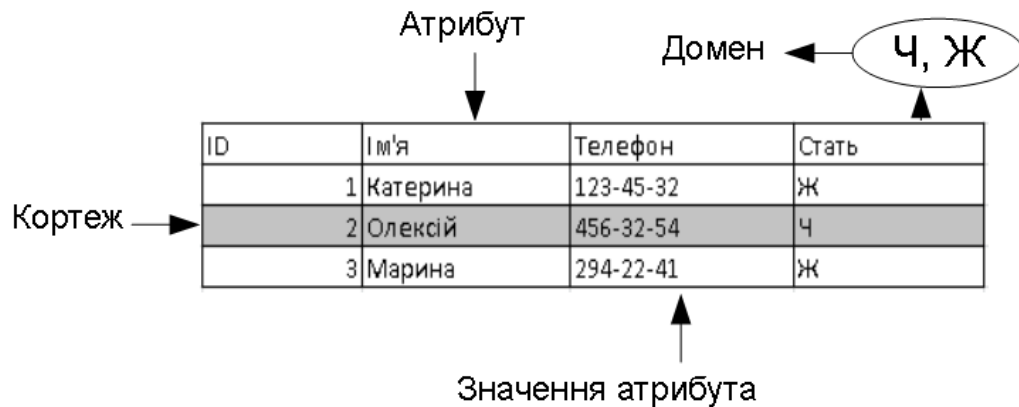 Атрибут
Домен Ч, Ж
ID Ім'я Телефон Стать
1 Катерина 123-45-32 Ж
Кортеж 2 Олексій 456-32-54 Ч
3 Марина 294-22-41 Ж
Значення атрибута